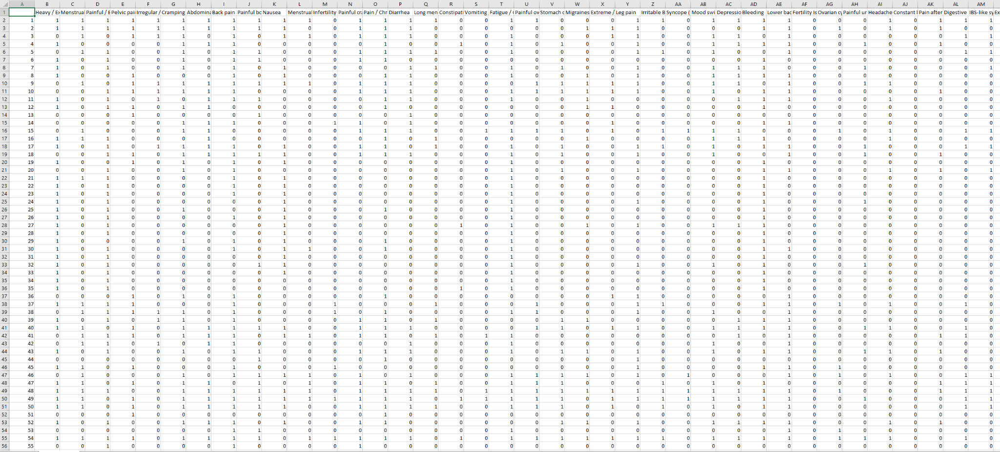 A B C D E F G H I J K L M N O P Q R S T U V W X Y Z AA AB AC AD AE AF AG AH AI AJ AK AL AM
1 Heavy / Ex Menstrual Painful / E Pelvic pain Irregular / Cramping Abdomina Back pain Painful bo Nausea Menstrual Infertility Painful cra Pain / Chr Diarrhea Long men Constipati Vomiting Fatigue / Painful ov Stomach c Migraines Extreme / Leg pain Irritable B Syncope ( Mood swi Depressio Bleeding Lower bac Fertility Is Ovarian cy Painful ur Headache Constant Pain after Digestive IBS-like sy Ex
2 1 1 1 1 1 1 1 1 1 1 1 1 0 1 1 1 1 0 0 1 1 0 0 0 1 0 0 1 1 1 1 0 0 0 1 0 1 1 1
3 2 1 1 1 1 1 1 1 1 1 1 1 0 1 1 1 0 0 0 0 0 0 1 1 1 0 0 0 0 1 1 0 1 0 1 0 1 0 0
4 3 0 1 0 1 1 1 0 1 0 1 1 0 1 1 1 0 0 0 1 0 0 0 1 1 0 0 1 1 0 1 0 0 0 0 0 0 1 1
5 4 1 0 0 0 0 1 1 1 0 0 0 0 0 1 0 0 1 0 1 0 1 0 0 1 0 0 1 1 1 1 0 0 1 0 0 1 0 0
6 5 0 1 1 0 0 1 0 1 1 0 0 0 1 1 1 1 0 0 1 0 0 0 0 1 1 0 1 0 0 1 0 0 0 0 0 0 1 1
7 6 1 0 1 0 0 1 0 1 1 0 0 0 1 1 0 0 0 0 0 0 0 0 0 0 0 0 0 0 1 0 0 0 0 0 0 0 0 0
8 7 1 0 1 0 0 1 0 1 0 1 0 0 0 0 1 1 0 0 1 0 1 0 0 1 0 0 1 1 1 0 0 0 1 0 0 0 0 1
9 8 1 0 0 1 0 0 0 1 0 1 0 0 0 1 1 0 0 0 1 0 0 1 0 1 0 0 1 1 1 1 0 0 0 0 0 0 0 0
10 9 0 1 0 1 1 1 1 1 1 1 1 0 1 1 1 0 0 0 0 1 1 1 1 1 0 0 1 1 0 1 0 0 1 1 0 0 0 0
11 10 0 0 1 1 1 1 1 1 0 0 0 0 1 1 1 0 0 0 1 1 1 1 1 1 0 0 1 0 1 1 0 0 0 0 0 1 0 0
12 11 1 0 1 0 1 0 1 1 1 0 0 0 0 1 1 0 0 0 1 0 0 1 0 0 0 0 0 1 1 1 0 0 0 1 0 0 0 0
13 12 1 0 1 1 0 1 1 0 0 0 0 0 0 1 0 0 0 0 0 0 0 1 1 0 0 0 0 0 1 0 0 0 0 0 0 0 0 0
14 13 0 0 0 1 0 0 0 0 1 0 0 0 0 0 1 0 0 0 0 0 0 0 0 0 0 0 0 0 0 0 0 0 0 0 0 0 0 0
15 14 0 0 0 0 0 1 1 1 0 0 0 1 1 0 1 0 0 0 0 0 0 0 1 0 0 0 0 0 1 1 0 0 0 0 0 0 0 0
16 15 0 1 0 0 0 1 1 0 0 0 0 0 1 1 1 0 0 1 1 1 1 0 1 0 1 1 1 1 0 0 0 1 0 1 0 0 1 1
17 16 1 1 1 0 0 0 1 0 0 0 0 0 0 1 0 1 0 0 0 0 0 1 0 0 0 0 1 1 1 0 0 0 0 1 0 0 0 0
18 17 1 0 1 0 1 1 1 1 0 1 0 0 1 1 0 1 0 0 1 0 1 0 0 1 1 0 1 0 1 1 0 0 1 0 0 0 1 1
19 18 0 0 1 1 0 1 1 1 1 1 0 0 1 1 1 0 0 0 1 0 1 0 0 1 0 0 1 0 0 1 0 0 1 0 0 1 0 0
20 19 1 0 0 1 0 1 0 1 0 1 0 0 0 0 0 0 0 0 1 0 0 0 0 0 0 0 0 0 1 0 0 0 0 0 0 0 0 0
21 20 0 0 1 0 0 1 0 1 0 0 0 0 0 0 0 0 0 0 1 0 1 0 0 1 0 0 0 0 1 1 0 0 0 1 0 1 0 1
22 21 1 1 1 0 0 0 0 1 0 1 0 0 0 0 0 0 0 0 1 0 0 0 0 0 0 0 0 0 1 0 0 0 0 0 0 0 0 0
23 22 1 0 1 0 0 0 0 1 0 1 0 0 0 0 0 0 0 0 1 0 0 0 0 0 0 0 0 0 1 0 0 0 0 0 0 0 0 0
24 23 1 0 1 0 0 0 0 1 0 1 0 0 0 0 0 0 0 0 1 0 0 0 0 0 0 0 0 0 1 0 0 0 0 0 0 0 0 0
25 24 1 0 1 0 0 0 0 0 0 1 0 0 0 0 0 0 0 0 1 0 0 0 0 1 0 0 0 0 1 0 0 0 1 0 0 0 0 0
26 25 1 0 1 0 0 1 0 0 0 1 0 0 0 1 0 0 0 0 1 0 0 0 0 0 0 0 0 0 1 0 0 0 0 0 0 0 0 0
27 26 1 0 1 0 0 0 0 1 0 1 0 0 0 0 0 0 0 0 1 0 0 0 0 0 0 0 0 0 1 0 0 0 0 0 0 0 0 0
28 27 1 0 1 0 0 0 0 0 0 1 0 0 0 0 0 0 1 0 1 0 0 1 0 1 0 0 1 1 1 0 0 0 0 0 0 0 0 0
29 28 1 0 1 0 0 0 0 0 0 1 0 0 0 0 0 0 0 0 1 0 0 0 0 0 0 0 0 0 1 0 0 0 0 0 0 0 0 0
30 29 1 0 0 0 0 1 0 1 0 1 0 0 0 1 0 0 0 0 1 0 0 0 0 0 0 0 0 0 1 0 0 0 0 0 0 0 0 0
31 30 1 0 1 0 0 0 0 1 0 1 1 0 0 1 0 0 0 0 1 0 0 0 0 0 0 0 0 0 1 1 0 0 0 0 0 0 0 0
32 31 1 0 1 0 0 0 0 0 0 1 0 0 0 0 0 0 0 0 1 0 0 0 0 0 0 0 0 0 1 0 0 0 0 0 0 0 0 0
33 32 1 0 1 0 0 0 0 0 1 1 0 0 0 0 0 0 0 0 1 0 0 0 0 1 0 0 1 0 1 0 0 0 1 0 0 0 0 0
34 33 1 0 1 0 0 0 0 0 0 1 0 0 0 0 0 0 0 0 1 0 0 0 0 0 0 0 0 0 1 0 0 0 0 0 0 0 0 0
35 34 1 0 1 0 0 0 0 0 0 0 0 0 0 0 0 0 0 0 1 0 0 0 0 0 0 0 0 0 1 0 0 0 0 0 0 0 0 0
36 35 1 0 1 0 0 0 0 0 0 0 0 0 0 0 0 0 1 0 1 0 0 0 0 0 0 0 0 0 1 0 0 0 0 0 0 0 0 0
37 36 0 0 0 1 0 1 0 1 0 0 0 0 0 1 0 0 0 0 0 0 0 0 1 1 0 0 0 0 0 1 0 0 0 0 0 0 0 0
38 37 1 1 1 1 0 0 0 1 0 0 0 1 0 0 0 1 0 0 0 1 0 0 0 1 1 0 0 0 1 1 0 1 0 1 0 0 1 0
39 38 0 1 1 1 1 1 0 1 0 0 0 1 0 1 0 0 0 0 1 1 0 0 0 1 0 0 1 0 0 1 0 0 0 0 0 0 0 0
40 39 1 0 1 0 1 1 0 1 0 0 0 0 1 1 0 1 0 0 0 0 1 1 0 0 0 0 0 1 1 1 0 0 0 0 0 0 0 0
41 40 1 1 0 1 0 1 1 1 1 1 0 0 1 1 1 0 0 0 0 1 1 0 1 1 0 0 1 1 1 1 0 0 1 1 0 0 1 0
42 41 0 1 1 1 0 1 1 1 0 1 1 0 1 1 0 1 0 1 1 0 0 0 0 0 0 0 0 1 0 1 0 0 0 0 0 1 1 0
43 42 0 1 1 0 1 0 1 1 0 0 0 0 0 0 1 0 0 0 0 0 0 0 0 0 0 0 1 0 0 1 0 0 0 0 0 0 0 0
44 43 1 0 1 0 0 1 0 1 1 0 0 0 1 1 1 0 0 0 1 0 1 1 0 1 0 0 1 0 1 1 0 0 1 1 0 1 0 0
45 44 0 0 0 0 0 0 0 0 1 0 0 0 0 0 0 0 0 0 0 0 0 0 0 1 0 0 0 0 0 0 0 0 0 0 0 0 0 0
46 45 1 1 0 1 0 0 0 1 0 0 0 1 0 0 0 0 0 0 0 0 0 0 0 0 0 0 0 0 1 1 0 1 0 0 0 0 0 0
47 46 0 1 0 0 0 1 0 1 1 1 1 0 1 0 1 0 0 0 1 1 1 1 0 1 0 1 0 0 0 1 0 1 0 1 0 0 1 1
48 47 1 1 0 1 0 1 1 0 1 0 1 0 1 1 0 1 0 0 1 1 1 0 0 0 1 0 1 0 1 1 0 0 0 0 0 1 1 1
49 48 1 1 1 0 0 1 1 1 1 1 1 0 1 1 1 1 0 1 1 1 1 1 1 1 1 1 1 1 1 1 0 1 0 0 0 1 1 1
50 49 1 1 0 1 0 1 1 1 1 1 1 1 1 1 1 0 1 1 1 1 1 0 1 1 1 1 1 1 1 1 0 0 1 0 0 0 1 1
51 50 1 1 0 1 0 1 1 1 1 1 0 0 1 1 1 1 0 0 1 1 1 0 1 0 1 0 1 0 1 1 0 0 0 0 0 0 1 1
52 51 0 0 0 1 0 0 0 0 0 0 0 0 0 1 0 0 0 0 0 0 0 0 0 0 0 0 0 0 0 0 0 0 0 0 0 0 0 0
53 52 1 0 1 0 0 1 1 1 0 1 0 0 1 1 0 0 0 0 0 0 1 1 0 1 0 0 1 1 1 1 0 0 0 1 0 1 0 0
54 53 0 0 0 0 0 0 0 1 1 0 0 0 0 0 0 0 0 0 1 0 0 0 0 0 0 0 0 0 0 1 0 1 0 0 0 0 0 0
55 54 1 1 1 1 0 1 1 1 1 0 1 1 1 1 1 0 1 0 1 1 1 1 1 1 1 0 1 1 1 1 0 1 1 1 0 0 1 0
56 55 0 0 1 0 0 0 0 1 0 0 0 0 1 0 0 0 0 0 0 0 0 0 0 0 0 0 0 0 0 0 0 0 0 0 0 0 0 0